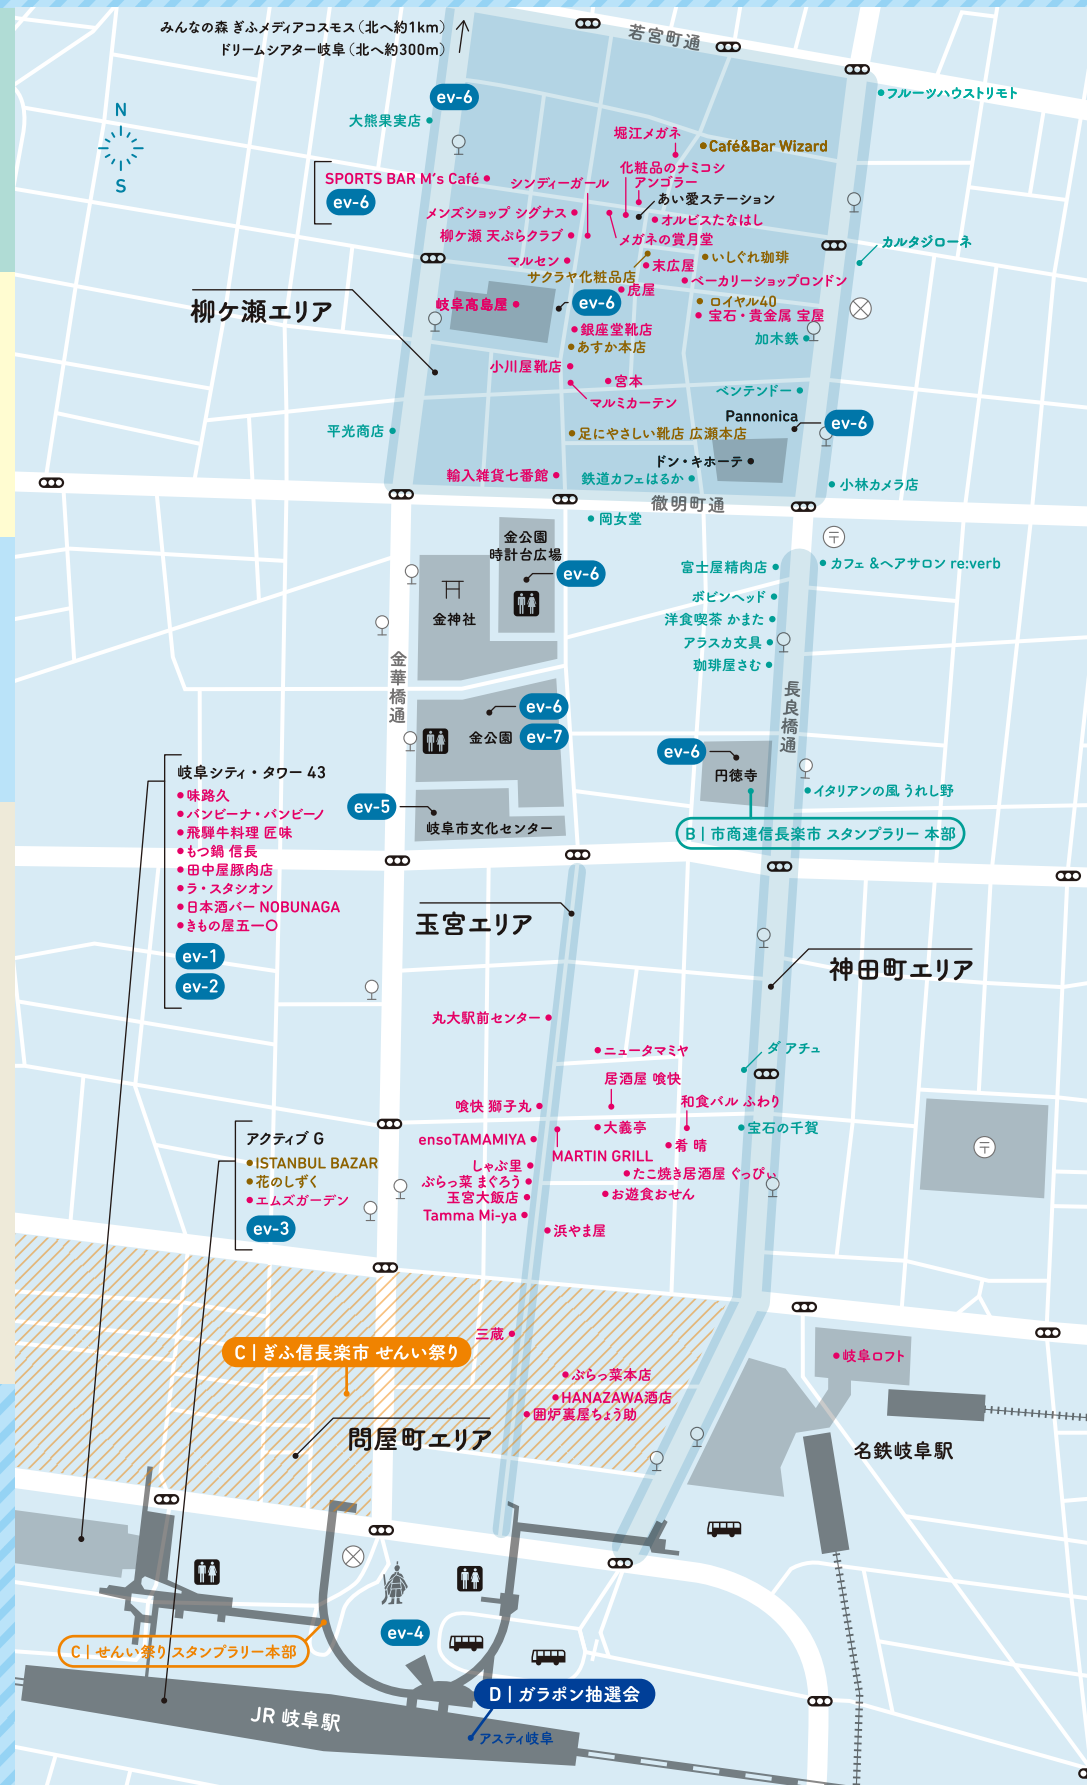 みんなの森 ぎふメディアコスモス（北へ約1km）
ドリームシアター岐阜（北へ約300m）
若宮町通
フルーツハウストリモト
N
S
ev-6
大熊果実店
堀江メガネ
Café&Bar Wizard
化粧品のナミコシ
SPORTS BAR M's Café
ev-6
シンディーガール
アンゴラー
あい愛ステーション
メンズショップ シグナス
オルビスたなはし
柳ケ瀬 天ぷらクラブ
メガネの賞月堂
カルタジローネ
マルセン
いしぐれ珈琲
末広屋
サクラヤ化粧品店
ベーカリーショップロンドン
虎屋
柳ケ瀬エリア
岐阜髙島屋
ev-6
ロイヤル40
宝石・貴金属 宝屋
銀座堂靴店
加木鉄
あすか本店
小川屋靴店
宮本
マルミカーテン
ベンテンドー
Pannonica
ev-6
平光商店
足にやさしい靴店 広瀬本店
ドン・キホーテ
輸入雑貨七番館
鉄道カフェはるか
小林カメラ店
徹明町通
岡女堂
金公園
時計台広場
ev-6
〒
カフェ &ヘアサロン re:verb
富士屋精肉店
ボビンヘッド
金神社
洋食喫茶 かまた
アラスカ文具
珈琲屋さむ
金華橋通
長良橋通
ev-6
金公園
ev-7
ev-6
円徳寺
岐阜シティ・タワー 43
味路久
バンビーナ・バンビーノ
飛騨牛料理 匠味
もつ鍋 信長
田中屋豚肉店
ラ・スタシオン
日本酒バー NOBUNAGA
きもの屋五一〇
ev-1
ev-2
ev-5
岐阜市文化センター
イタリアンの風 うれし野
B | 市商連信長楽市 スタンプラリー 本部
玉宮エリア
神田町エリア
丸大駅前センター
ニュータマミヤ
ダ アチュ
居酒屋 喰快
喰快 獅子丸
和食バル ふわり
大義亭
宝石の千賀
アクティブ G
ISTANBUL BAZAR
花のしずく
エムズガーデン
ev-3
ensoTAMAMIYA
MARTIN GRILL
肴 晴
〒
しゃぶ里
たこ焼き居酒屋 ぐっぴぃ
ぶらっ菜 まぐろう
玉宮大飯店
お遊食おせん
Tamma Mi-ya
浜やま屋
三蔵
C | ぎふ信長楽市 せんい祭り
岐阜ロフト
ぶらっ菜本店
HANAZAWA酒店
囲炉裏屋ちょう助
問屋町エリア
名鉄岐阜駅
ev-4
C | せんい祭り スタンプラリー本部
D | ガラポン抽選会
JR 岐阜駅
アスティ岐阜